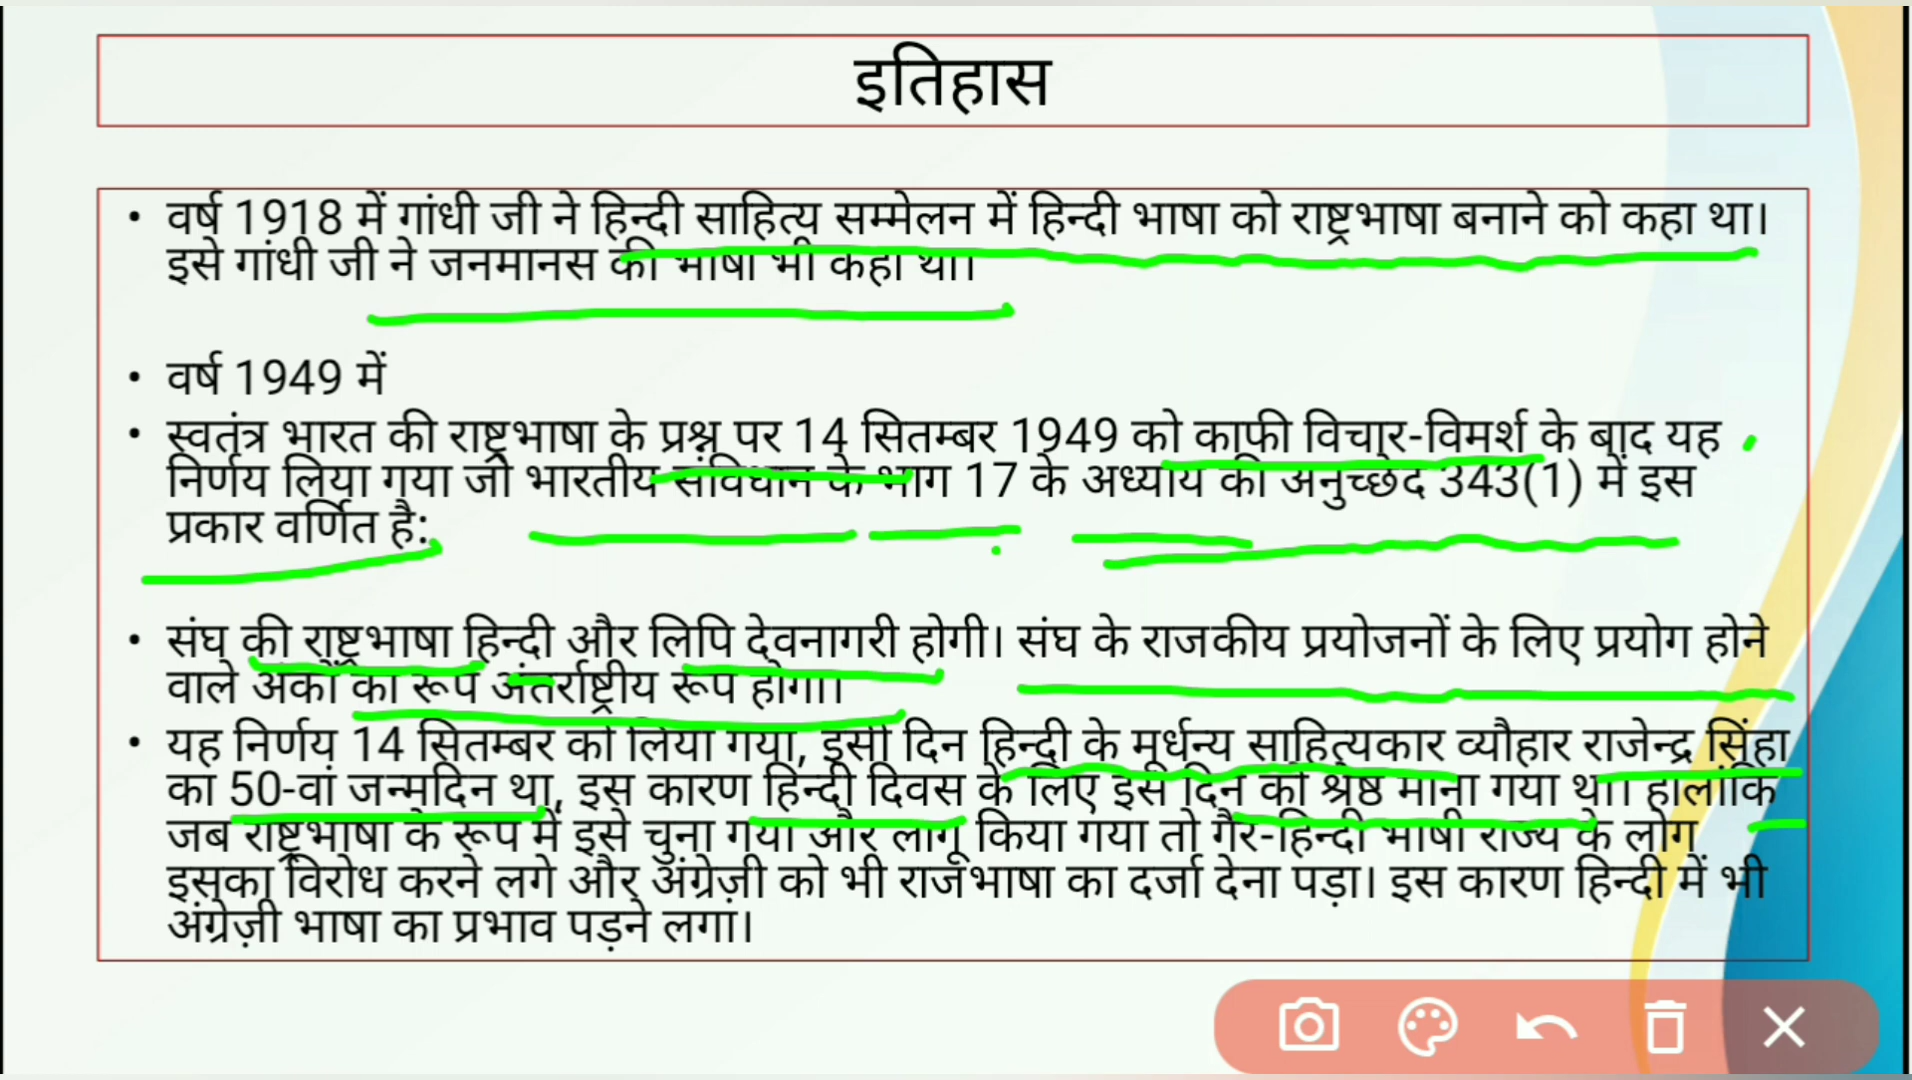 इतिहास
• वर्ष 1918 में गांधी जी ने हिन्दी साहित्य सम्मेलन में हिन्दी भाषा को राष्ट्रभाषा बनाने को कहा था।
इसे गांधी जी ने जनमानस की भाषा भी कहा था।
• वर्ष 1949 में
• स्वतंत्र भारत की राष्ट्रभाषा के प्रश्न पर 14 सितम्बर 1949 को काफी विचार-विमर्श के बाद यह
निर्णय लिया गया जो भारतीय संविधान के भाग 17 के अध्याय की अनुच्छेद 343(1) में इस
प्रकार वर्णित है:
• संघ की राष्ट्रभाषा हिन्दी और लिपि देवनागरी होगी। संघ के राजकीय प्रयोजनों के लिए प्रयोग होने
वाले अंकों का रूप अंतर्राष्ट्रीय रूप होगा।
• यह निर्णय 14 सितम्बर को लिया गया, इसी दिन हिन्दी के मूर्धन्य साहित्यकार व्यौहार राजेन्द्र सिंहा
का 50-वां जन्मदिन था, इस कारण हिन्दी दिवस के लिए इस दिन को श्रेष्ठ माना गया था। हालांकि
जब राष्ट्रभाषा के रूप में इसे चुना गया और लागू किया गया तो गैर-हिन्दी भाषी राज्य के लोग
इसका विरोध करने लगे और अंग्रेज़ी को भी राजभाषा का दर्जा देना पड़ा। इस कारण हिन्दी में भी
अंग्रेज़ी भाषा का प्रभाव पड़ने लगा।